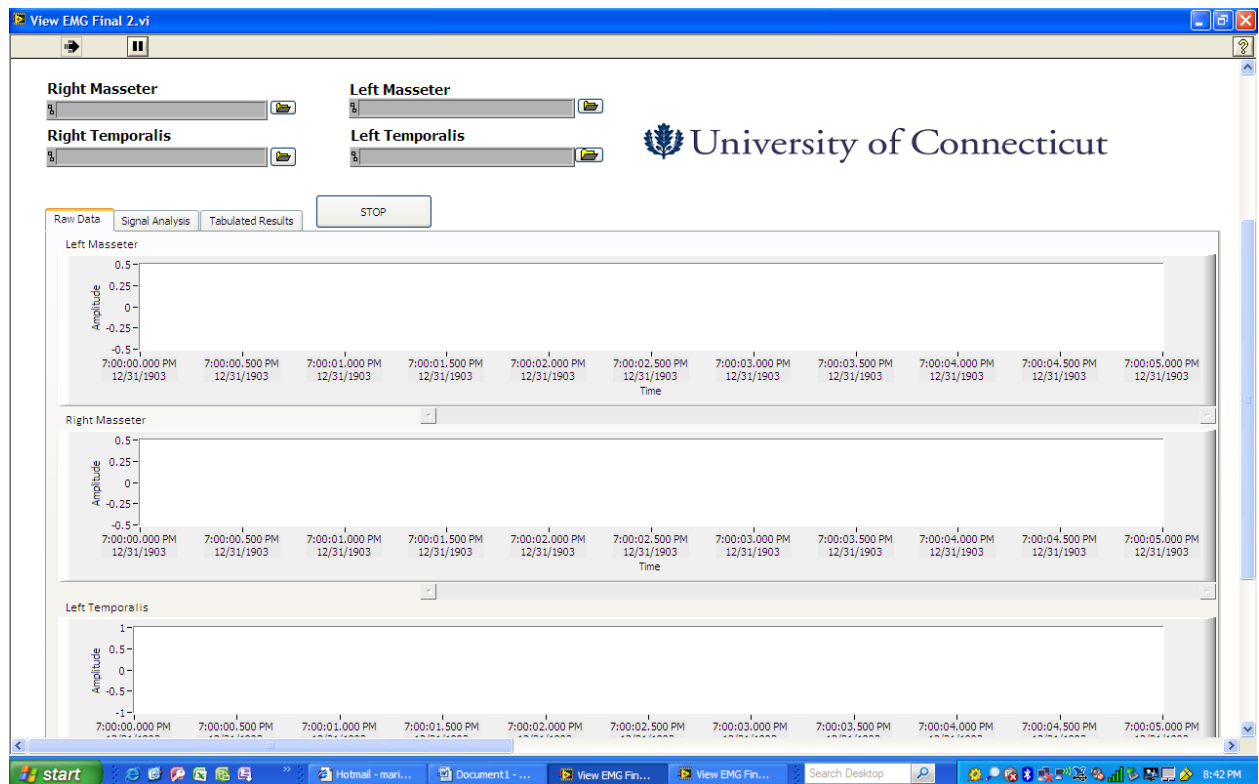 View EMG Final 2.vi
Right Masseter
Left Masseter
Right Temporalis
Left Temporalis
University of Connecticut
Raw Data
Signal Analysis
Tabulated Results
STOP
Left Masseter
0.5
0.25
0
-0.25
-0.5
Amplitude
7:00:00.000 PM 7:00:00.500 PM 7:00:01.000 PM 7:00:01.500 PM 7:00:02.000 PM 7:00:02.500 PM 7:00:03.000 PM 7:00:03.500 PM 7:00:04.000 PM 7:00:04.500 PM 7:00:05.000 PM
12/31/1903 12/31/1903 12/31/1903 12/31/1903 12/31/1903 12/31/1903 12/31/1903 12/31/1903 12/31/1903 12/31/1903 12/31/1903
Time
Right Masseter
0.5
0.25
0
-0.25
-0.5
Amplitude
7:00:00.000 PM 7:00:00.500 PM 7:00:01.000 PM 7:00:01.500 PM 7:00:02.000 PM 7:00:02.500 PM 7:00:03.000 PM 7:00:03.500 PM 7:00:04.000 PM 7:00:04.500 PM 7:00:05.000 PM
12/31/1903 12/31/1903 12/31/1903 12/31/1903 12/31/1903 12/31/1903 12/31/1903 12/31/1903 12/31/1903 12/31/1903 12/31/1903
Time
Left Temporalis
1
0.5
0
-0.5
-1
Amplitude
7:00:00.000 PM 7:00:00.500 PM 7:00:01.000 PM 7:00:01.500 PM 7:00:02.000 PM 7:00:02.500 PM 7:00:03.000 PM 7:00:03.500 PM 7:00:04.000 PM 7:00:04.500 PM 7:00:05.000 PM
start
Hotmail - mari...
Document1 - ...
View EMG Fin...
View EMG Fin...
Search Desktop
8:42 PM